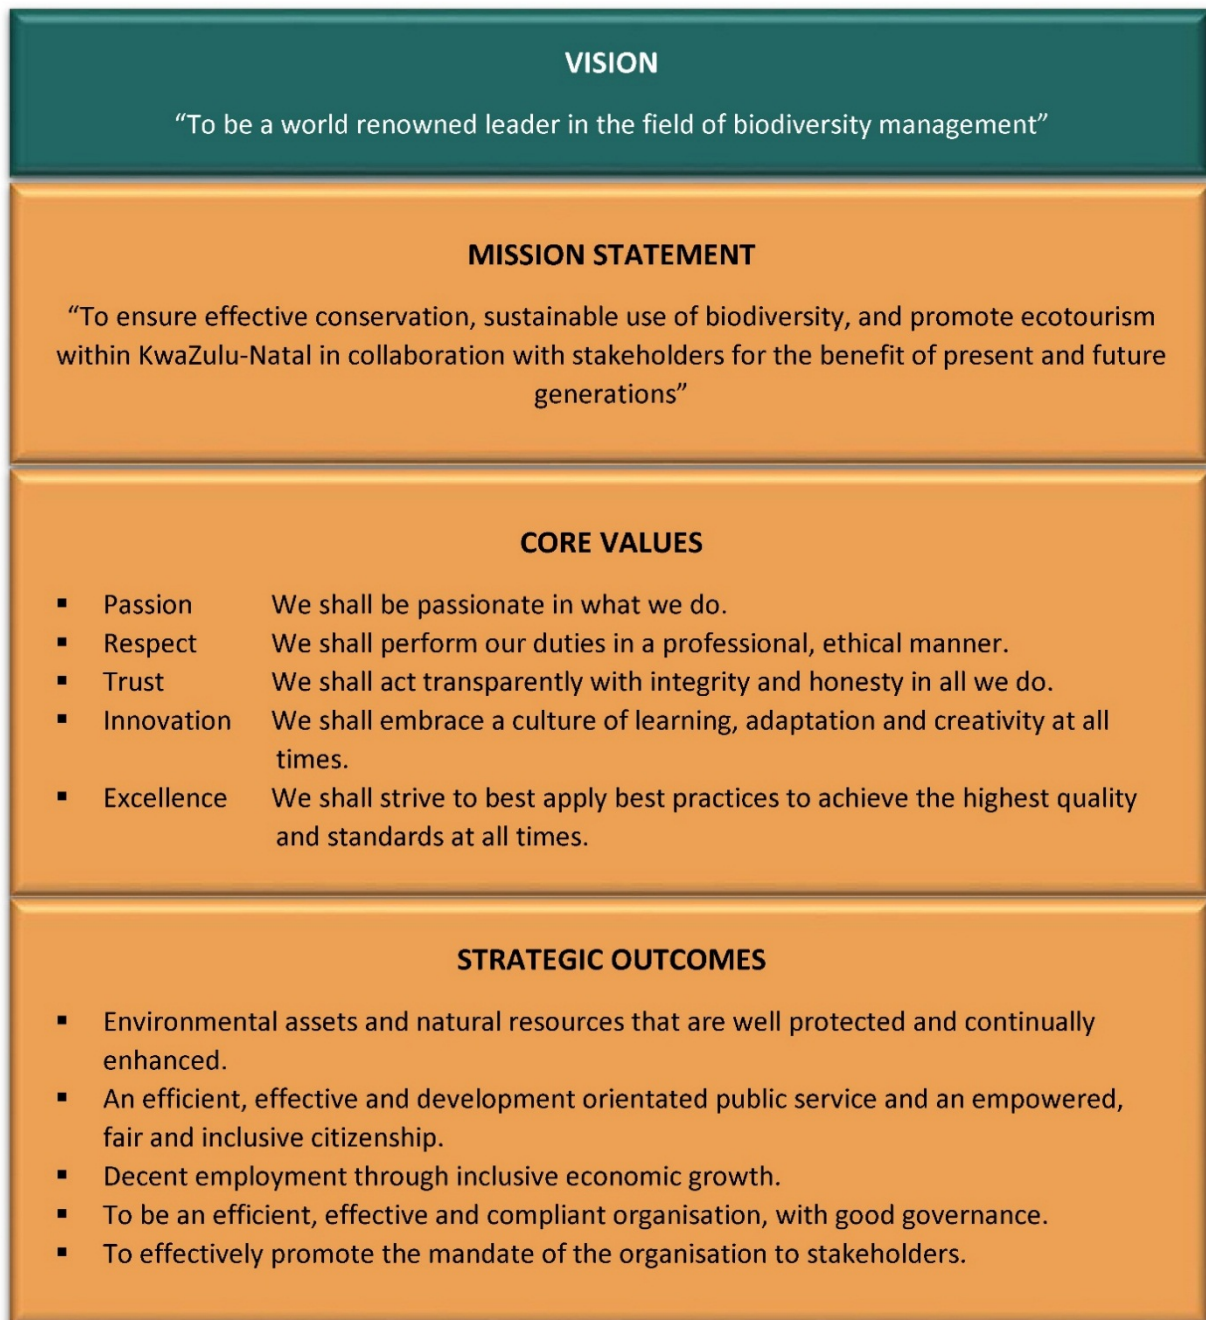 VISION
“To be a world renowned leader in the field of biodiversity management”
MISSION STATEMENT
“To ensure effective conservation, sustainable use of biodiversity, and promote ecotourism
within KwaZulu-Natal in collaboration with stakeholders for the benefit of present and future
generations”
CORE VALUES
▪ Passion We shall be passionate in what we do.
▪ Respect We shall perform our duties in a professional, ethical manner.
▪ Trust We shall act transparently with integrity and honesty in all we do.
▪ Innovation We shall embrace a culture of learning, adaptation and creativity at all
times.
▪ Excellence We shall strive to best apply best practices to achieve the highest quality
and standards at all times.
STRATEGIC OUTCOMES
▪ Environmental assets and natural resources that are well protected and continually
enhanced.
▪ An efficient, effective and development orientated public service and an empowered,
fair and inclusive citizenship.
▪ Decent employment through inclusive economic growth.
▪ To be an efficient, effective and compliant organisation, with good governance.
▪ To effectively promote the mandate of the organisation to stakeholders.